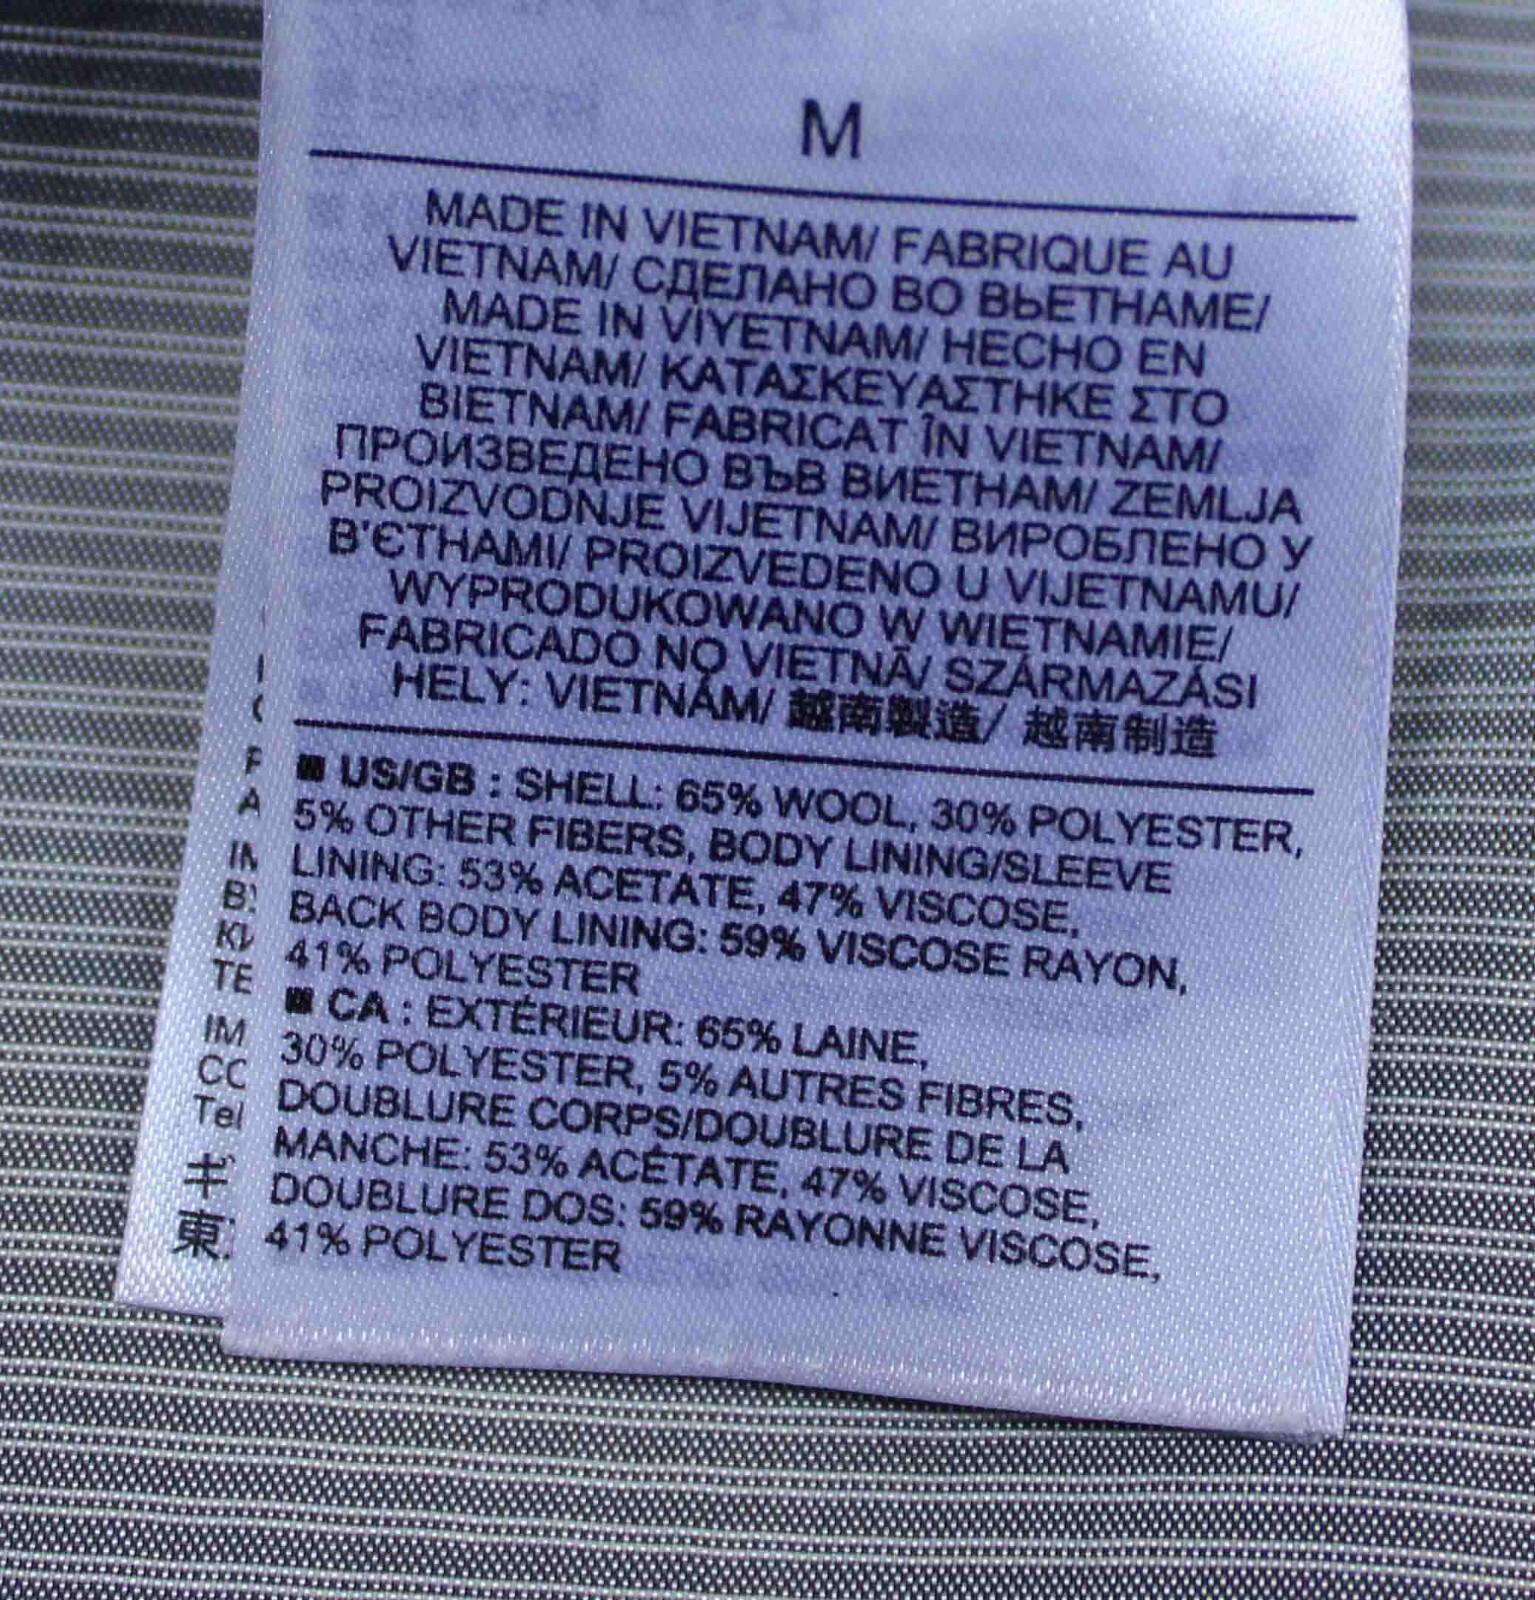 M
MADE IN VIETNAM/ FABRIQUE AU
VIETNAM/ СДЕЛАНО ВО ВЬЕТНАМЕ/
MADE IN VIYETNAM/ HECHO EN
VIETNAM/ ΚΑΤΑΣΚΕΥΑΣΤΗΚΕ ΣΤΟ
ΒΙΕΤΝΑΜ/ FABRICAT ÎN VIETNAM/
ПРОИЗВЕДЕНО ВЪВ ВИЕТНАМ/ ZEMLJA
PROIZVODNJE VIJETNAM/ ВИРОБЛЕНО У
В'ЄТНАМІ/ PROIZVEDENO U VIJETNAMU/
WYPRODUKOWANO W WIETNAMIE/
FABRICADO NO VIETNÃ/ SZÁRMAZÁSI
HELY: VIETNÁM/ 越南製造/ 越南制造
■ US/GB : SHELL: 65% WOOL, 30% POLYESTER,
5% OTHER FIBERS, BODY LINING/SLEEVE
LINING: 53% ACETATE, 47% VISCOSE,
BACK BODY LINING: 59% VISCOSE RAYON,
41% POLYESTER
■ CA : EXTÉRIEUR: 65% LAINE,
30% POLYESTER, 5% AUTRES FIBRES,
DOUBLURE CORPS/DOUBLURE DE LA
MANCHE: 53% ACÉTATE, 47% VISCOSE,
DOUBLURE DOS: 59% RAYONNE VISCOSE,
41% POLYESTER
IM
CC
Tel
ギ
東